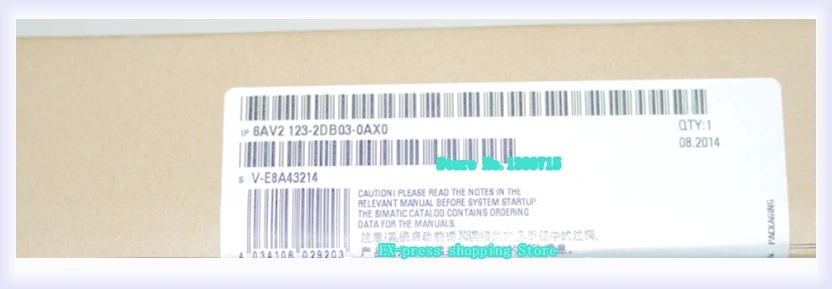 1P 6AV2 123-2DB03-0AX0
QTY:1
08.2014
Store No.1380715
S V-E8A43214
CAUTION! PLEASE READ THE NOTES IN THE
RELEVANT MANUAL BEFORE SYSTEM STARTUP.
THE SIMATIC CATALOG CONTAINS ORDERING
DATA FOR THE MANUALS.
EX-press shopping Store
A 034106 029203
PACKAGING